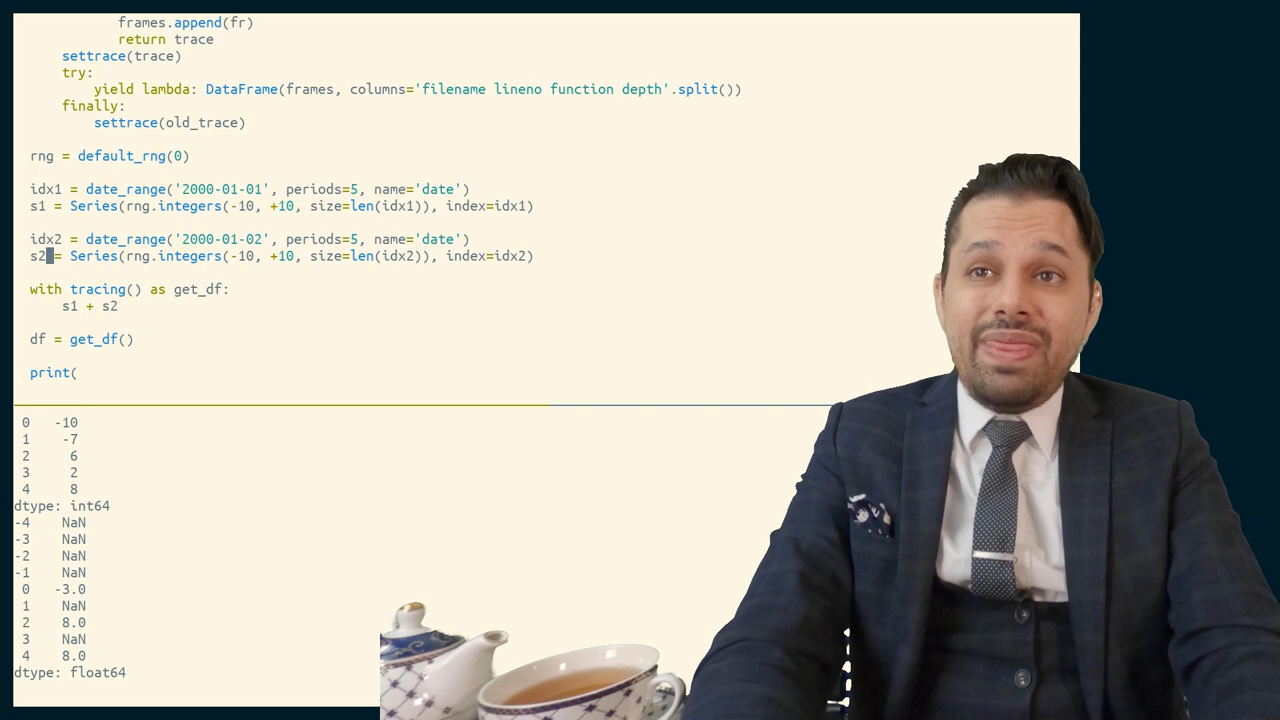 frames.append(fr)
return trace
settrace(trace)
try:
yield lambda: DataFrame(frames, columns='filename lineno function depth'.split())
finally:
settrace(old_trace)
rng = default_rng(0)
idx1 = date_range('2000-01-01', periods=5, name='date')
s1 = Series(rng.integers(-10, +10, size=len(idx1)), index=idx1)
idx2 = date_range('2000-01-02', periods=5, name='date')
s2 = Series(rng.integers(-10, +10, size=len(idx2)), index=idx2)
with tracing() as get_df:
s1 + s2
df = get_df()
print(
0 -10
1 -7
2 6
3 2
4 8
dtype: int64
-4 NaN
-3 NaN
-2 NaN
-1 NaN
0 -3.0
1 NaN
2 8.0
3 NaN
4 8.0
dtype: float64